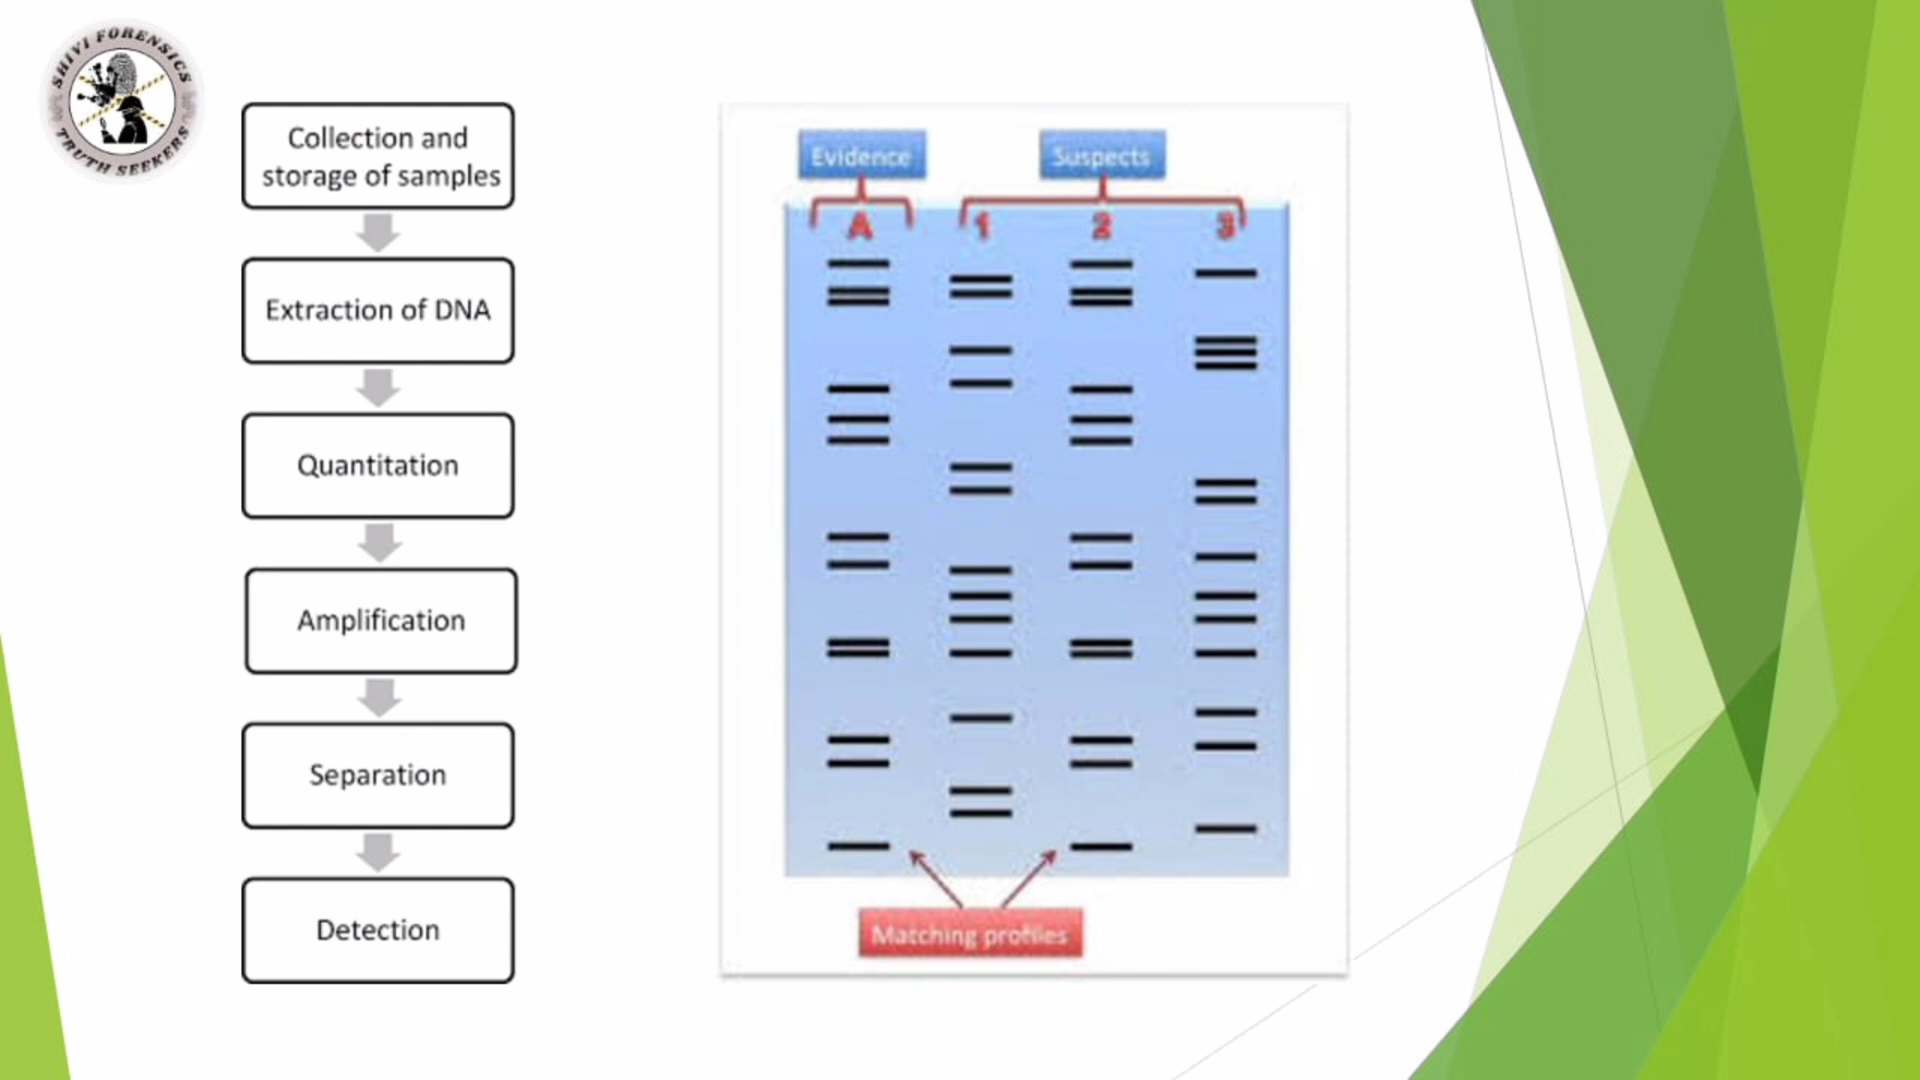 SHIVI FORENSICS
TRUTH SEEKERS
Collection and
storage of samples
Extraction of DNA
Quantitation
Amplification
Separation
Detection
Evidence
Suspects
A
1
2
3
Matching profiles